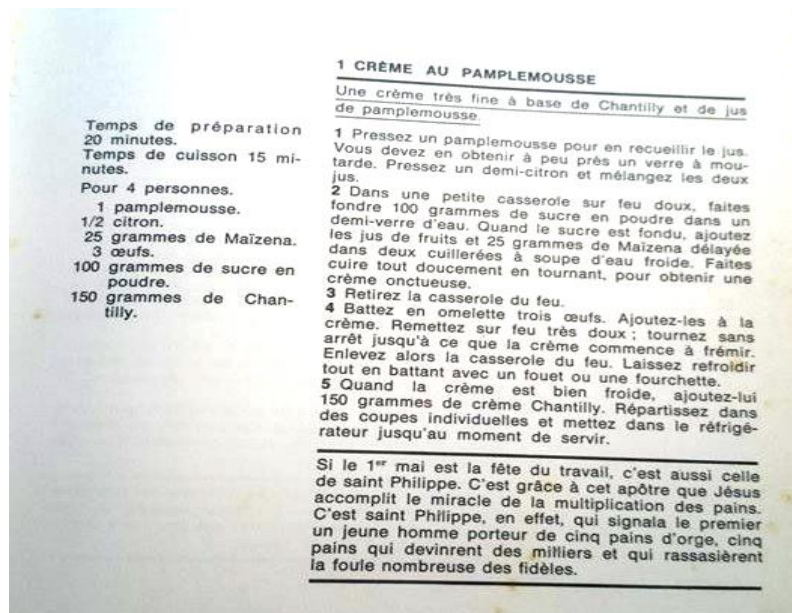 1 CRÈME AU PAMPLEMOUSSE
Une crème très fine à base de Chantilly et de jus
de pamplemousse.
Temps de préparation
20 minutes.
Temps de cuisson 15 mi-
nutes.
Pour 4 personnes.
1 pamplemousse.
1/2 citron.
25 grammes de Maïzena.
3 œufs.
100 grammes de sucre en
poudre.
150 grammes de Chan-
tilly.
1 Pressez un pamplemousse pour en recueillir le jus.
Vous devez en obtenir à peu près un verre à mou-
tarde. Pressez un demi-citron et mélangez les deux
jus.
2 Dans une petite casserole sur feu doux, faites
fondre 100 grammes de sucre en poudre dans un
demi-verre d'eau. Quand le sucre est fondu, ajoutez
les jus de fruits et 25 grammes de Maïzena délayée
dans deux cuillerées à soupe d'eau froide. Faites
cuire tout doucement en tournant, pour obtenir une
crème onctueuse.
3 Retirez la casserole du feu.
4 Battez en omelette trois œufs. Ajoutez-les à la
crème. Remettez sur feu très doux ; tournez sans
arrêt jusqu'à ce que la crème commence à frémir.
Enlevez alors la casserole du feu. Laissez refroidir
tout en battant avec un fouet ou une fourchette.
5 Quand la crème est bien froide, ajoutez-lui
150 grammes de crème Chantilly. Répartissez dans
des coupes individuelles et mettez dans le réfrigé-
rateur jusqu'au moment de servir.
Si le 1er mai est la fête du travail, c'est aussi celle
de saint Philippe. C'est grâce à cet apôtre que Jésus
accomplit le miracle de la multiplication des pains.
C'est saint Philippe, en effet, qui signala le premier
un jeune homme porteur de cinq pains d'orge, cinq
pains qui devinrent des milliers et qui rassasièrent
la foule nombreuse des fidèles.